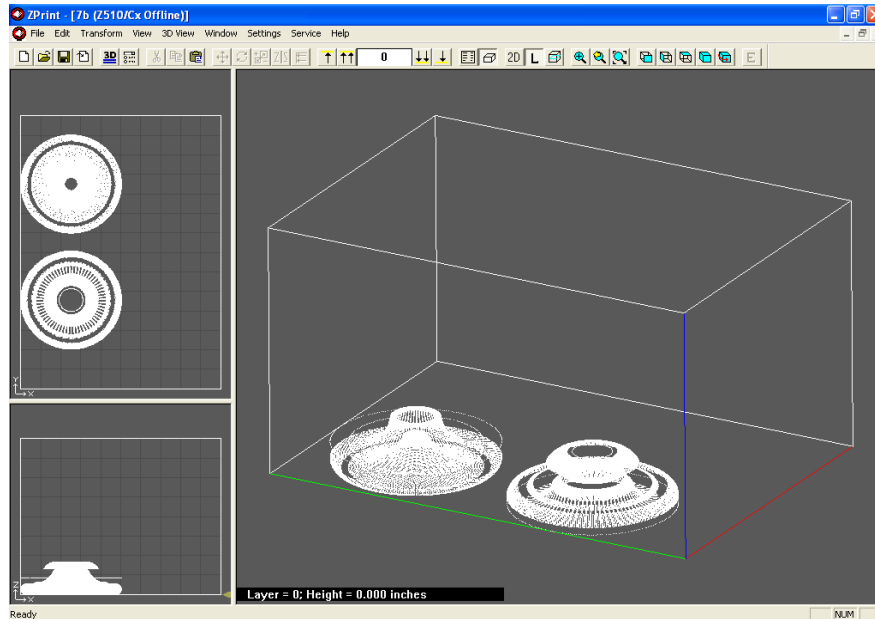 ZPrint - [7b (Z510/Cx Offline)]
File Edit Transform View 3D View Window Settings Service Help
3D 0 2D L E
Y
X
Z
X
Layer = 0; Height = 0.000 inches
Ready NUM